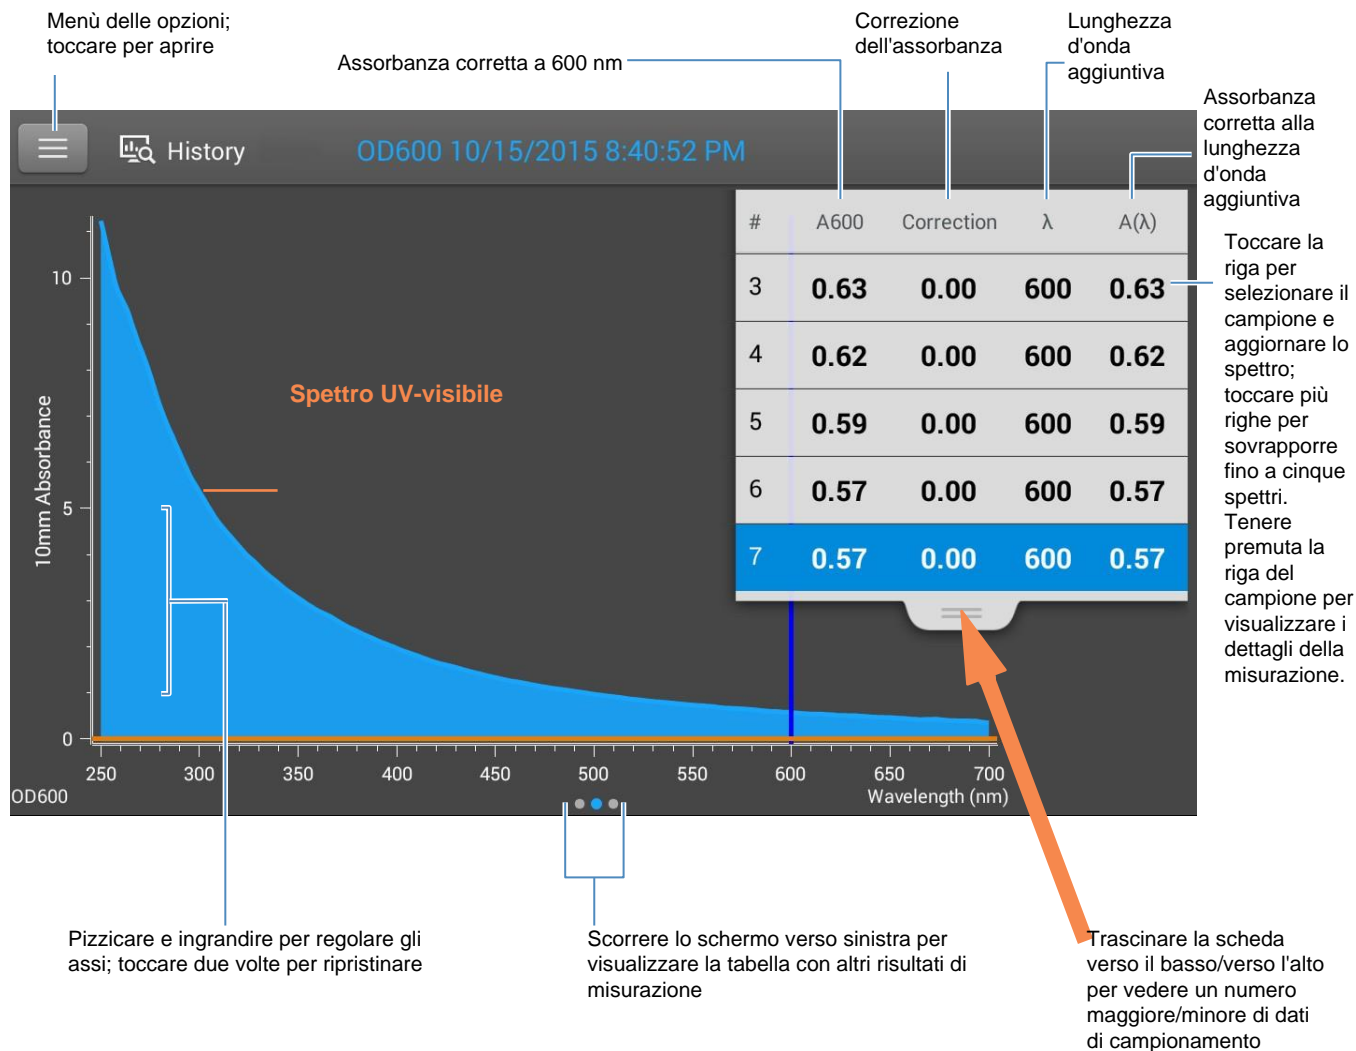 Menù delle opzioni;
toccare per aprire
Assorbanza corretta a 600 nm
Correzione
dell'assorbanza
Lunghezza
d'onda
aggiuntiva
Assorbanza
corretta alla
lunghezza
d'onda
aggiuntiva
History
OD600 10/15/2015 8:40:52 PM
# A600 Correction λ A(λ)
3 0.63 0.00 600 0.63
4 0.62 0.00 600 0.62
5 0.59 0.00 600 0.59
6 0.57 0.00 600 0.57
7 0.57 0.00 600 0.57
Toccare la
riga per
selezionare il
campione e
aggiornare lo
spettro;
toccare più
righe per
sovrapporre
fino a cinque
spettri.
Tenere
premuta la
riga del
campione per
visualizzare i
dettagli della
misurazione.
Spettro UV-visibile
10mm Absorbance
10
5
0
250 300 350 400 450 500 550 600 650 700
OD600
Wavelength (nm)
Pizzicare e ingrandire per regolare gli
assi; toccare due volte per ripristinare
Scorrere lo schermo verso sinistra per
visualizzare la tabella con altri risultati di
misurazione
Trascinare la scheda
verso il basso/verso l'alto
per vedere un numero
maggiore/minore di dati
di campionamento